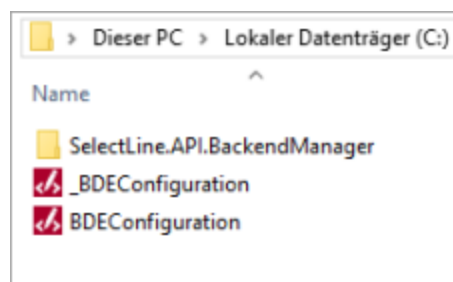 Dieser PC > Lokaler Datenträger (C:)
Name
SelectLine.API.BackendManager
_BDEConfiguration
BDEConfiguration